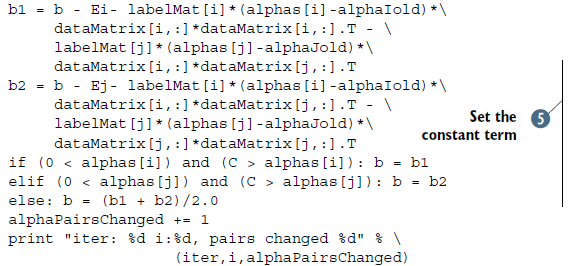 b1 = b - Ei- labelMat[i]*(alphas[i]-alphaIold)*\
dataMatrix[i,:]*dataMatrix[i,:].T - \
labelMat[j]*(alphas[j]-alphaJold)*\
dataMatrix[i,:]*dataMatrix[j,:].T
b2 = b - Ej- labelMat[i]*(alphas[i]-alphaIold)*\
dataMatrix[i,:]*dataMatrix[j,:].T - \
labelMat[j]*(alphas[j]-alphaJold)*\
dataMatrix[j,:]*dataMatrix[j,:].T
if (0 < alphas[i]) and (C > alphas[i]): b = b1
elif (0 < alphas[j]) and (C > alphas[j]): b = b2
else: b = (b1 + b2)/2.0
alphaPairsChanged += 1
print "iter: %d i:%d, pairs changed %d" % \
(iter,i,alphaPairsChanged)
Set the
constant term
5